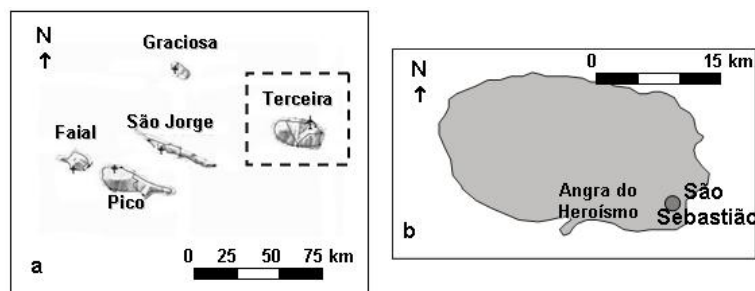 N
Graciosa
Terceira
São Jorge
Faial
Pico
0 25 50 75 km
a
0 15 km
N
Angra do
Heroísmo
São
Sebastião
b